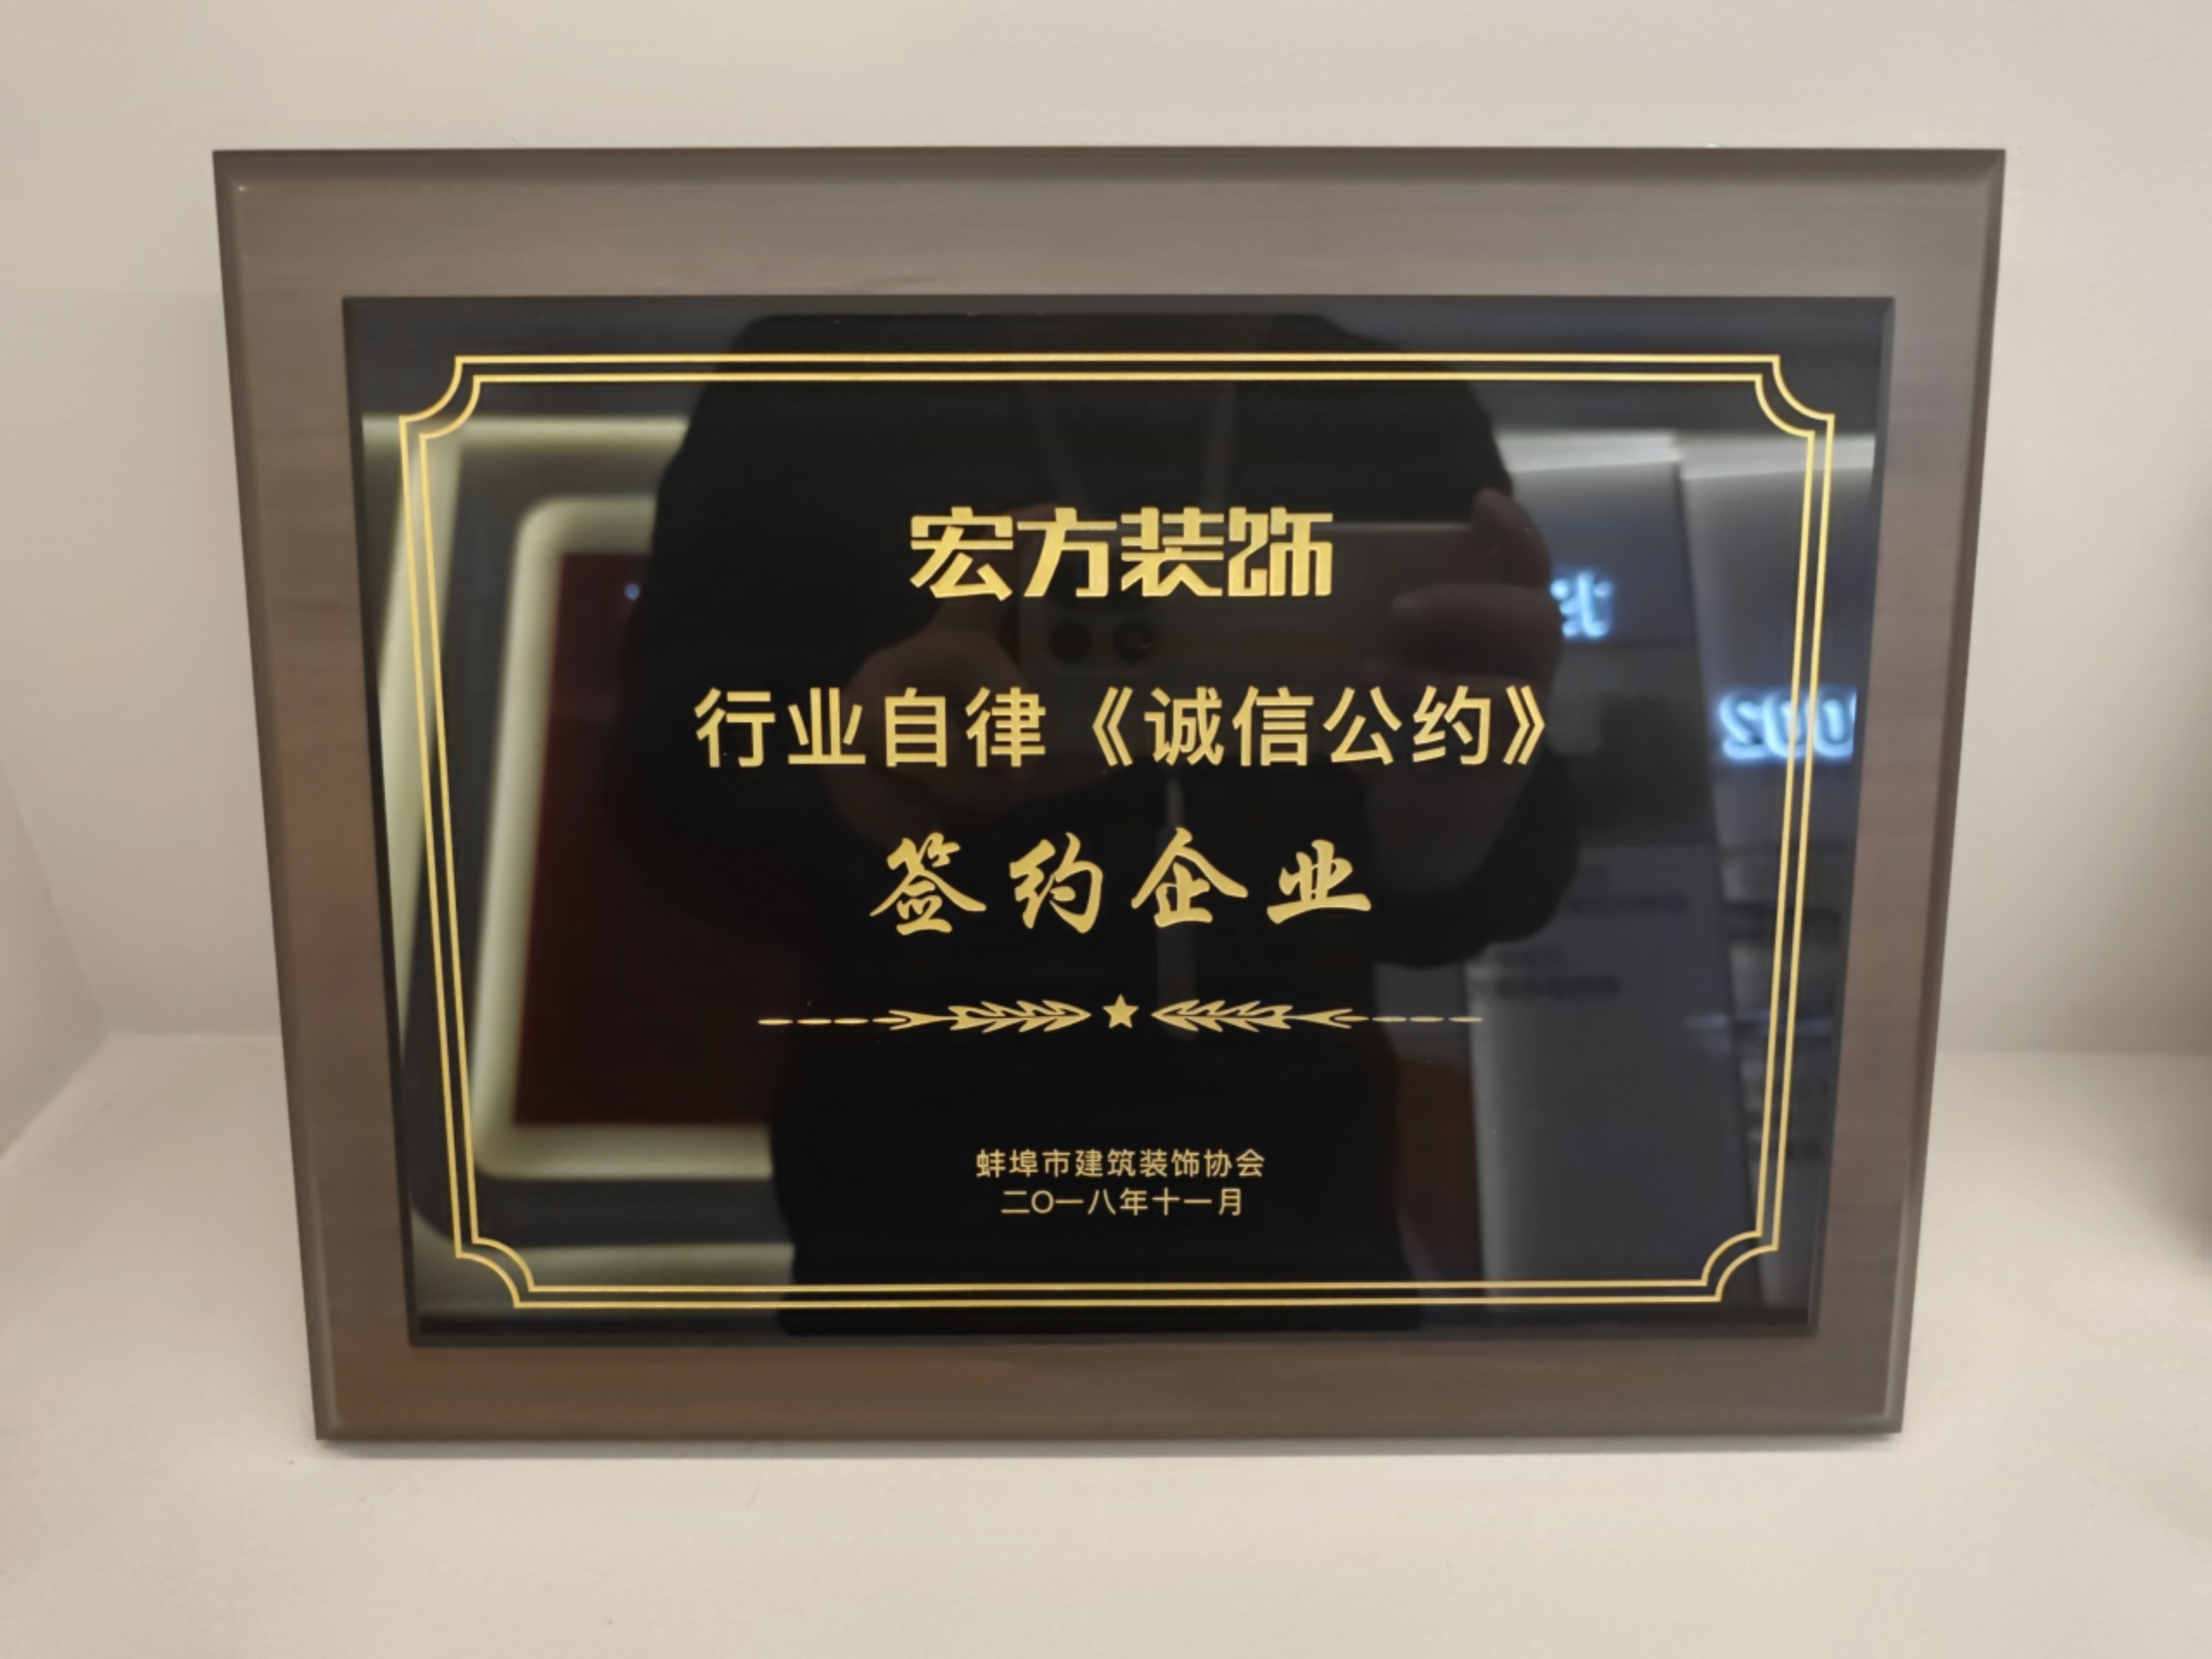 宏方装饰
行业自律《诚信公约》
签约企业
蚌埠市建筑装饰协会
二〇一八年十一月